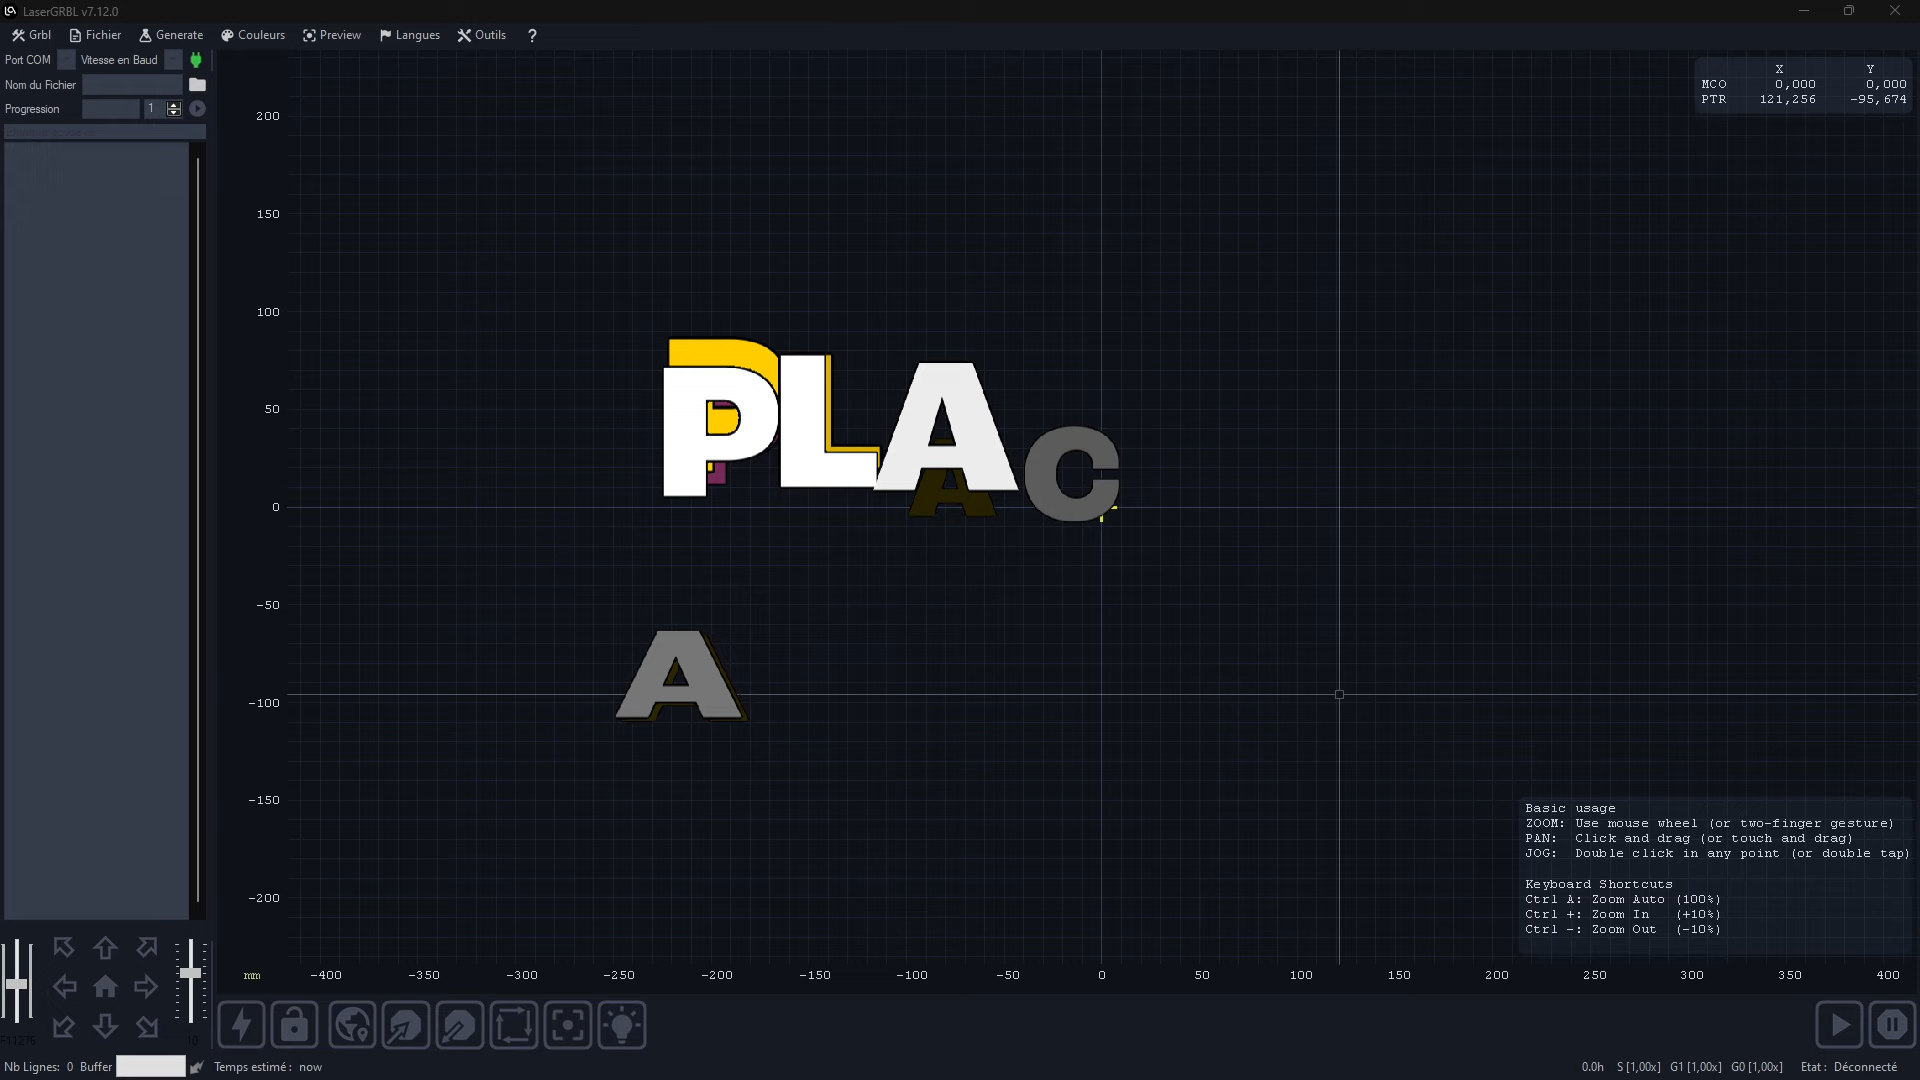 LaserGRBL v7.12.0
Grbl Fichier Generate Couleurs Preview Langues Outils ?
Port COM Vitesse en Baud
Nom du Fichier
Progression 1
X Y
MCO 0,000 0,000
PTR 121,256 -95,674
200
150
100
50
0
-50
-100
-150
-200
PLAC
A
Basic usage
ZOOM: Use mouse wheel (or two-finger gesture)
PAN: Click and drag (or touch and drag)
JOG: Double click in any point (or double tap)
Keyboard Shortcuts
Ctrl A: Zoom Auto (100%)
Ctrl +: Zoom In (+10%)
Ctrl -: Zoom Out (-10%)
mm -400 -350 -300 -250 -200 -150 -100 -50 0 50 100 150 200 250 300 350 400
Nb Lignes: 0 Buffer Temps estimé : now 0.0h S [1,00x] G1 [1,00x] G0 [1,00x] Etat : Déconnecté